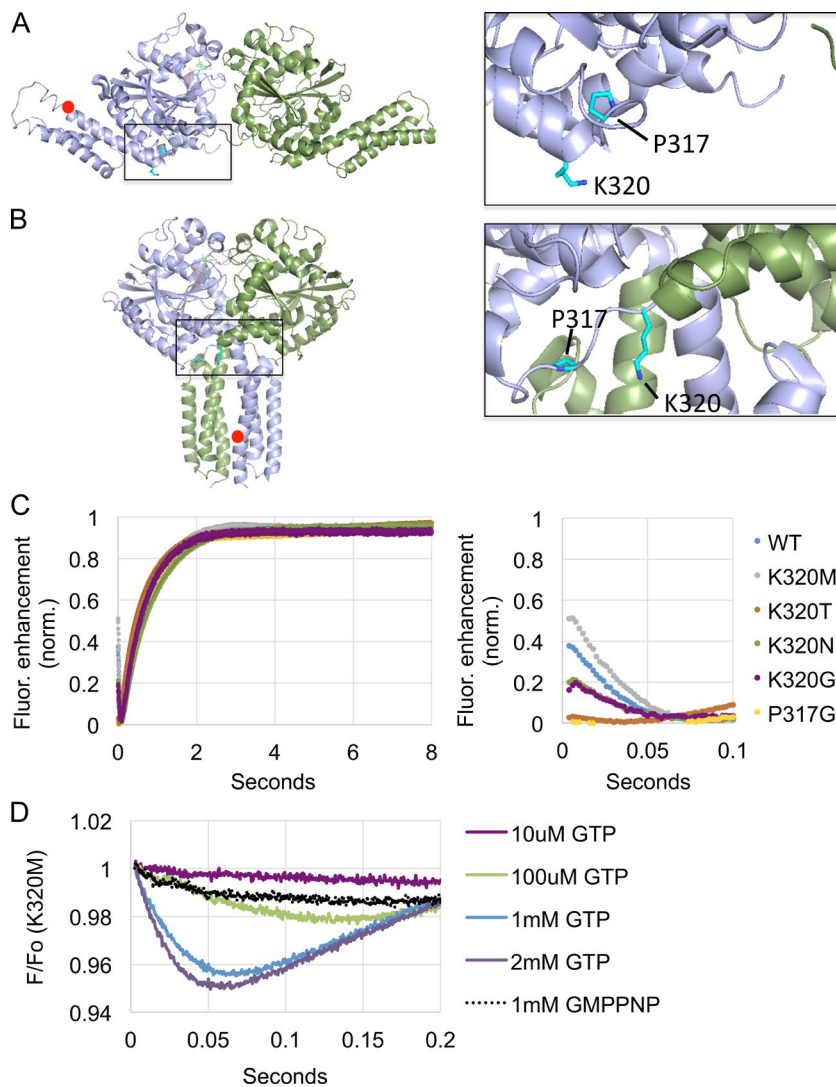 A
P317
K320
B
P317
K320
C
1
0.8
0.6
0.4
0.2
0
Fluor. enhancement
(norm.)
0
2
4
6
8
Seconds
1
0.8
0.6
0.4
0.2
0
Fluor. enhancement
(norm.)
0
0.05
0.1
Seconds
WT
K320M
K320T
K320N
K320G
P317G
D
1.02
1
0.98
0.96
0.94
F/Fo (K320M)
0
0.05
0.1
0.15
0.2
Seconds
10uM GTP
100uM GTP
1mM GTP
2mM GTP
1mM GMPPNP